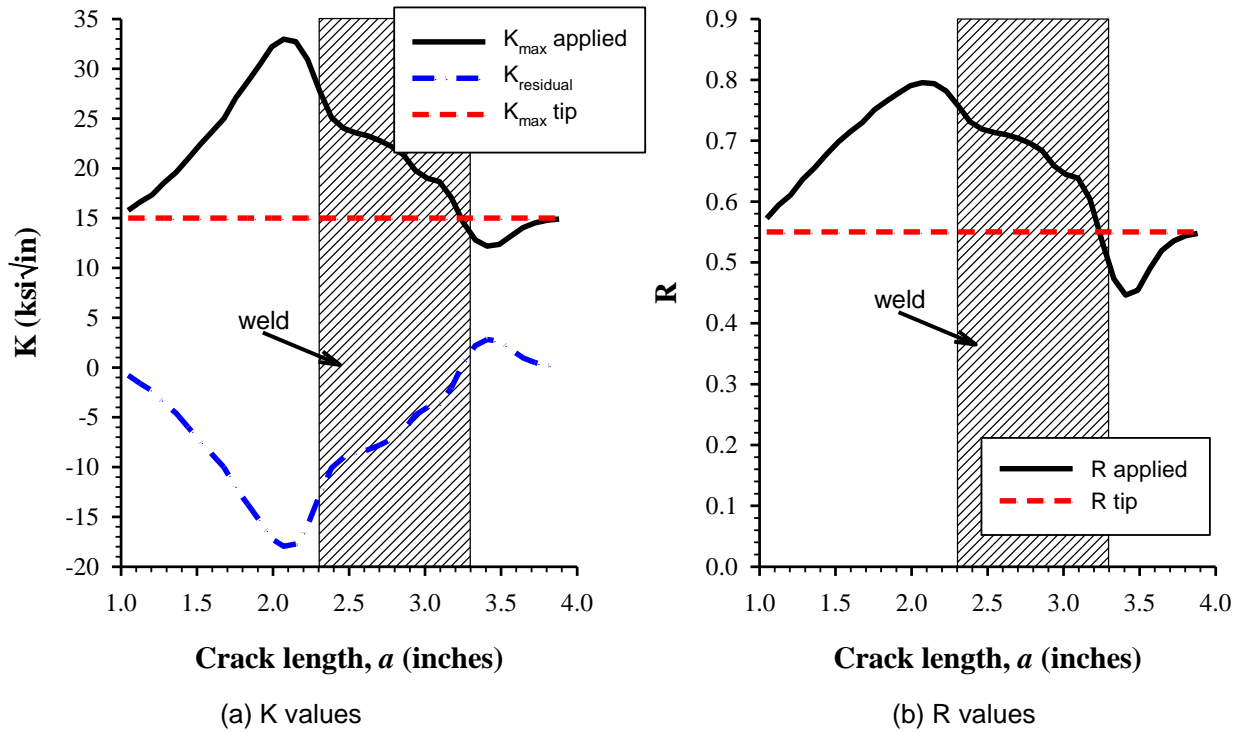 35
30
25
20
15
10
5
0
-5
-10
-15
-20
K (ksi√in)
K_max applied
K_residual
K_max tip
weld
1.0 1.5 2.0 2.5 3.0 3.5 4.0
Crack length, a (inches)
(a) K values
0.9
0.8
0.7
0.6
0.5
0.4
0.3
0.2
0.1
0.0
R
weld
R applied
R tip
1.0 1.5 2.0 2.5 3.0 3.5 4.0
Crack length, a (inches)
(b) R values